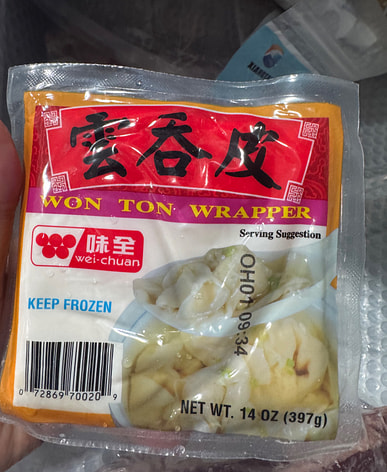 雲吞皮
WON TON WRAPPER
Serving Suggestion
味全
wei-chuan
KEEP FROZEN
OH01 09:34
0 72869 70020 9
NET WT. 14 OZ (397g)